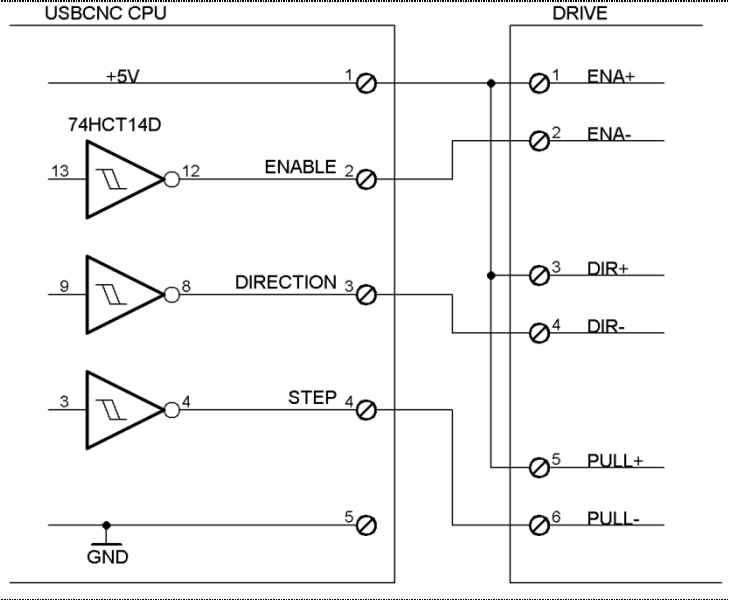 USBCNC CPU DRIVE
+5V 1 1 ENA+
74HCT14D 2 ENA-
13 12 ENABLE 2
9 8 DIRECTION 3 3 DIR+
4 DIR-
3 4 STEP 4
5 PULL+
5 6 PULL-
GND